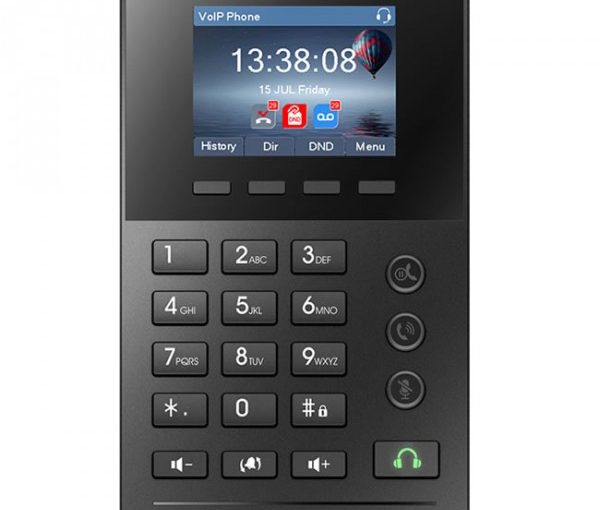 VoIP Phone
13:38:08
15 JUL Friday
29
DND
29
History Dir DND Menu
1 2ABC 3DEF
4GHI 5JKL 6MNO
7PQRS 8TUV 9WXYZ
*. 0 #
- +